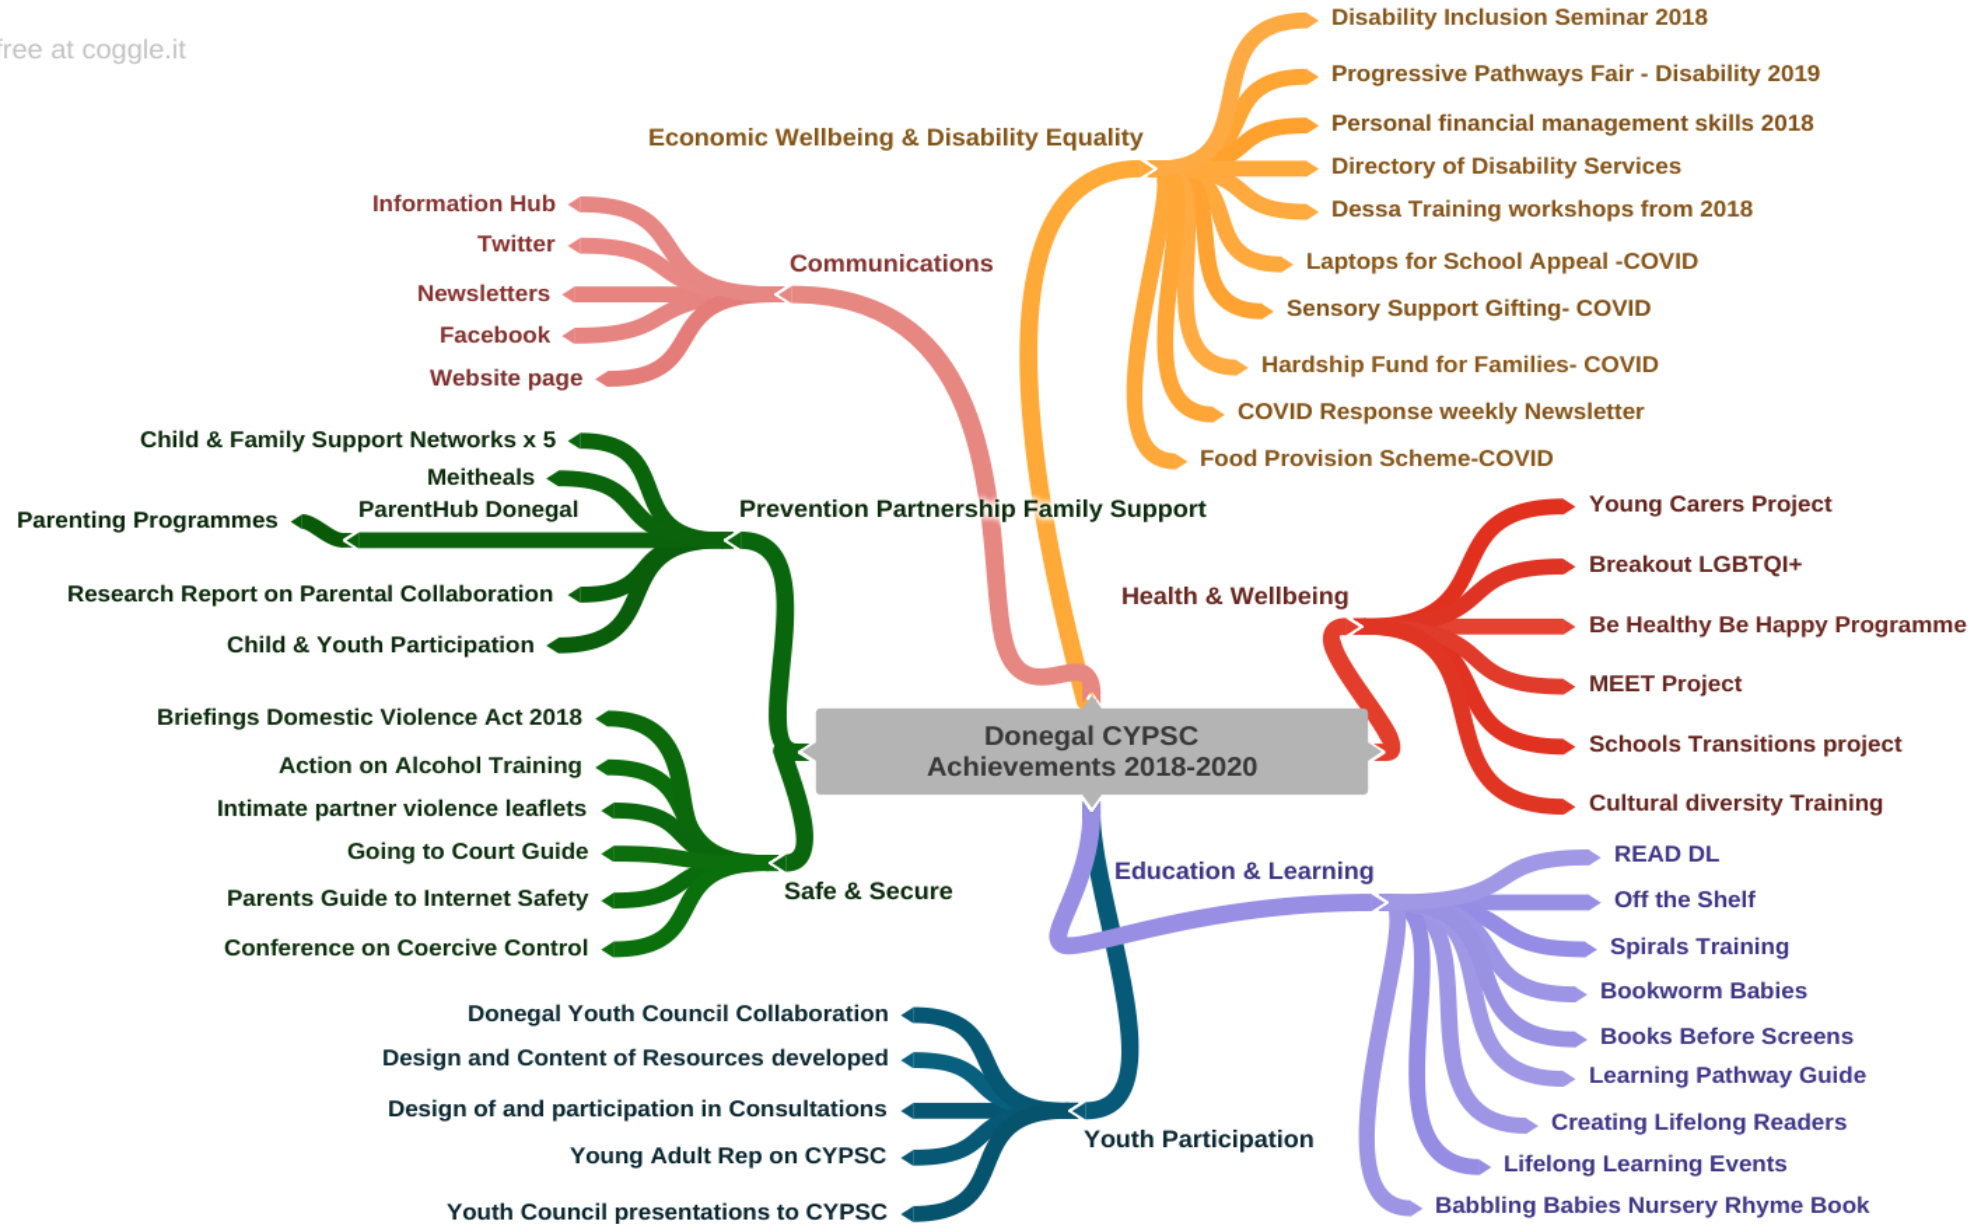 free at coggle.it
Donegal CYPSC
Achievements 2018-2020
Economic Wellbeing & Disability Equality
Disability Inclusion Seminar 2018
Progressive Pathways Fair - Disability 2019
Personal financial management skills 2018
Directory of Disability Services
Dessa Training workshops from 2018
Laptops for School Appeal -COVID
Sensory Support Gifting- COVID
Hardship Fund for Families- COVID
COVID Response weekly Newsletter
Food Provision Scheme-COVID
Communications
Information Hub
Twitter
Newsletters
Facebook
Website page
Prevention Partnership Family Support
Child & Family Support Networks x 5
Meitheals
ParentHub Donegal
Parenting Programmes
Research Report on Parental Collaboration
Child & Youth Participation
Health & Wellbeing
Young Carers Project
Breakout LGBTQI+
Be Healthy Be Happy Programme
MEET Project
Schools Transitions project
Cultural diversity Training
Safe & Secure
Briefings Domestic Violence Act 2018
Action on Alcohol Training
Intimate partner violence leaflets
Going to Court Guide
Parents Guide to Internet Safety
Conference on Coercive Control
Education & Learning
READ DL
Off the Shelf
Spirals Training
Bookworm Babies
Books Before Screens
Learning Pathway Guide
Creating Lifelong Readers
Lifelong Learning Events
Babbling Babies Nursery Rhyme Book
Youth Participation
Donegal Youth Council Collaboration
Design and Content of Resources developed
Design of and participation in Consultations
Young Adult Rep on CYPSC
Youth Council presentations to CYPSC